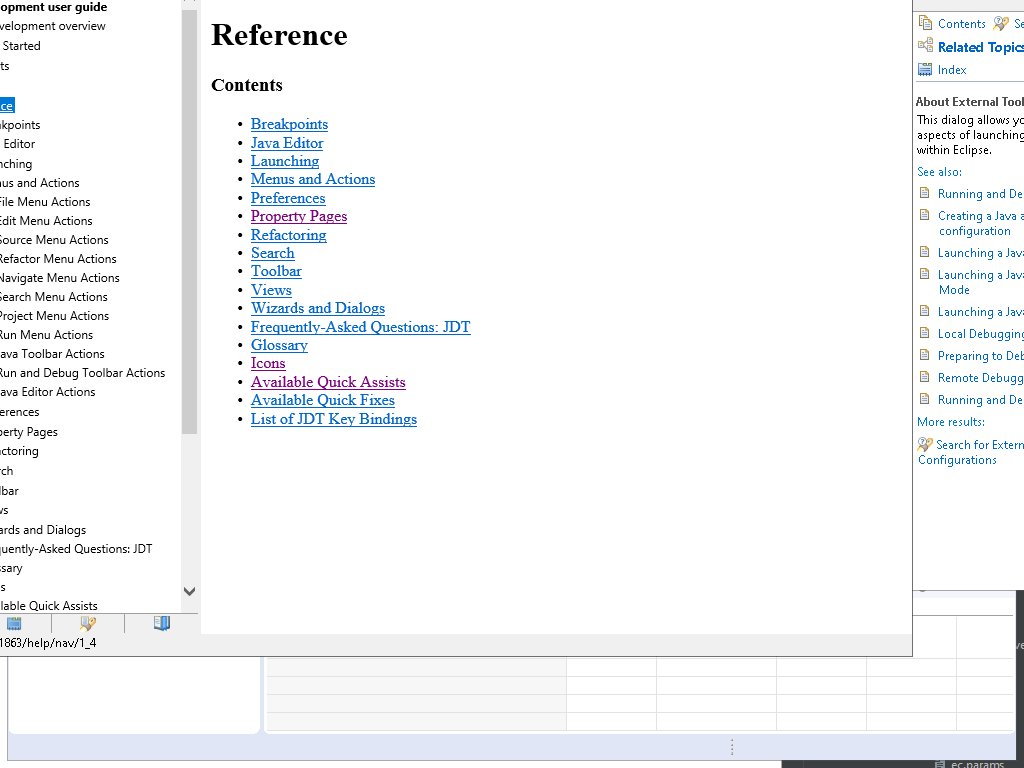 opment user guide
velopment overview
Started
ts
ce
kpoints
Editor
nching
us and Actions
File Menu Actions
Edit Menu Actions
Source Menu Actions
Refactor Menu Actions
Navigate Menu Actions
Search Menu Actions
Project Menu Actions
Run Menu Actions
ava Toolbar Actions
Run and Debug Toolbar Actions
ava Editor Actions
erences
perty Pages
actoring
rch
lbar
ws
ards and Dialogs
quently-Asked Questions: JDT
ssary
s
lable Quick Assists
1863/help/nav/1_4
Reference
Contents
Breakpoints
Java Editor
Launching
Menus and Actions
Preferences
Property Pages
Refactoring
Search
Toolbar
Views
Wizards and Dialogs
Frequently-Asked Questions: JDT
Glossary
Icons
Available Quick Assists
Available Quick Fixes
List of JDT Key Bindings
Contents Se
Related Topics
Index
About External Tool
This dialog allows yo
aspects of launching
within Eclipse.
See also:
Running and De
Creating a Java a
configuration
Launching a Java
Launching a Java
Mode
Launching a Java
Local Debugging
Preparing to Deb
Remote Debugg
Running and De
More results:
Search for Extern
Configurations
ve
ec.params